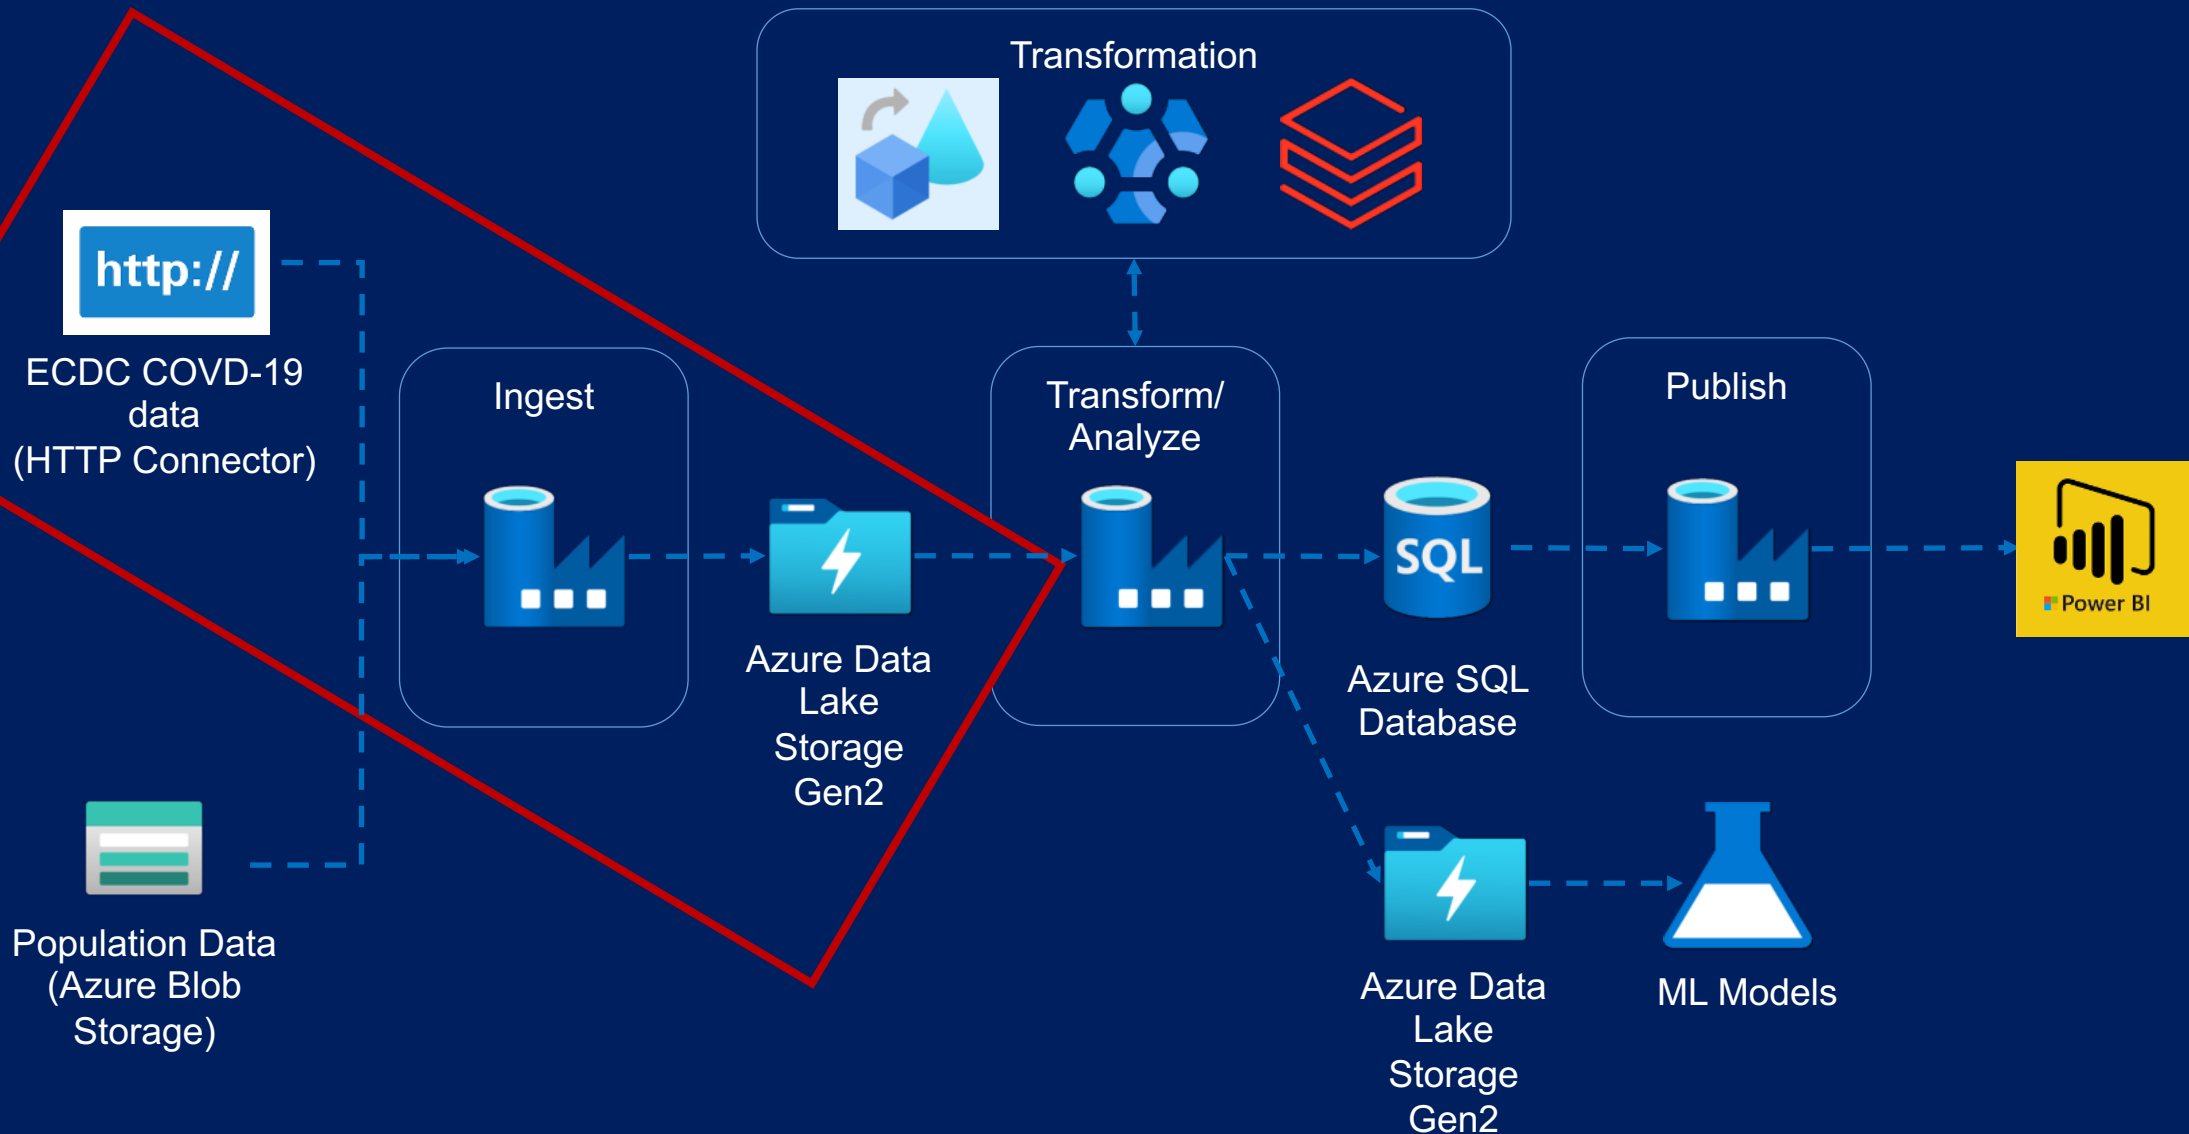 Transformation
http://
ECDC COVD-19
data
(HTTP Connector)
Ingest
Transform/
Analyze
Publish
SQL
Power BI
Azure Data
Lake
Storage
Gen2
Azure SQL
Database
Population Data
(Azure Blob
Storage)
Azure Data
Lake
Storage
Gen2
ML Models